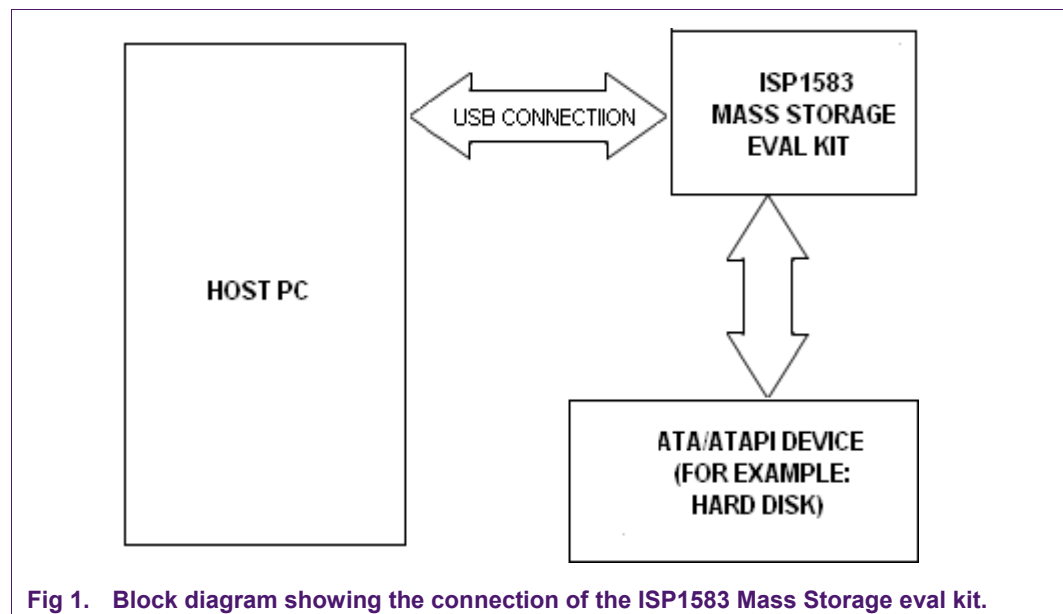 HOST PC
USB CONNECTIION
ISP1583
MASS STORAGE
EVAL KIT
ATA/ATAPI DEVICE
(FOR EXAMPLE:
HARD DISK)
Fig 1. Block diagram showing the connection of the ISP1583 Mass Storage eval kit.